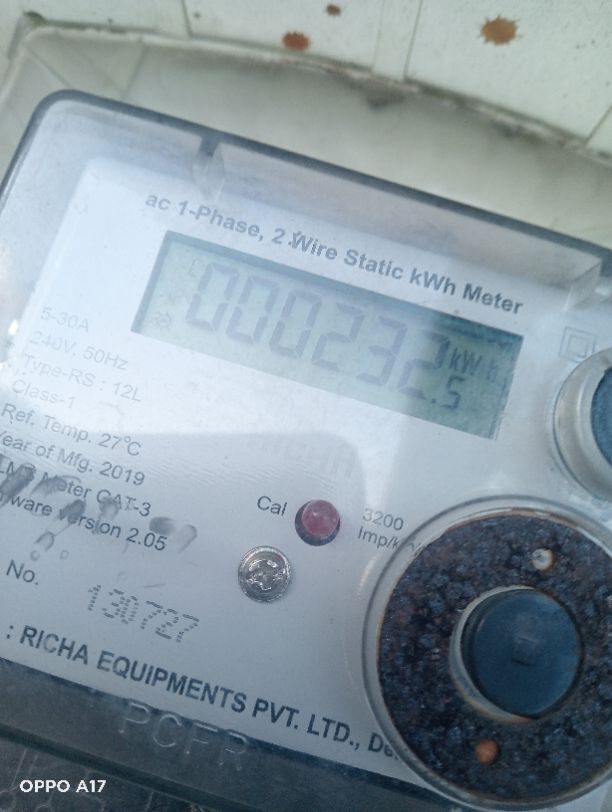 ac 1-Phase, 2 Wire Static kWh Meter
000232.5 kWh
5-30A
240V, 50Hz
Type-RS : 12L
Class-1
Ref. Temp. 27°C
Year of Mfg. 2019
Meter CAT-3
ware version 2.05
Cal
3200
Imp/k
No.
130727
: RICHA EQUIPMENTS PVT. LTD.,
OPPO A17